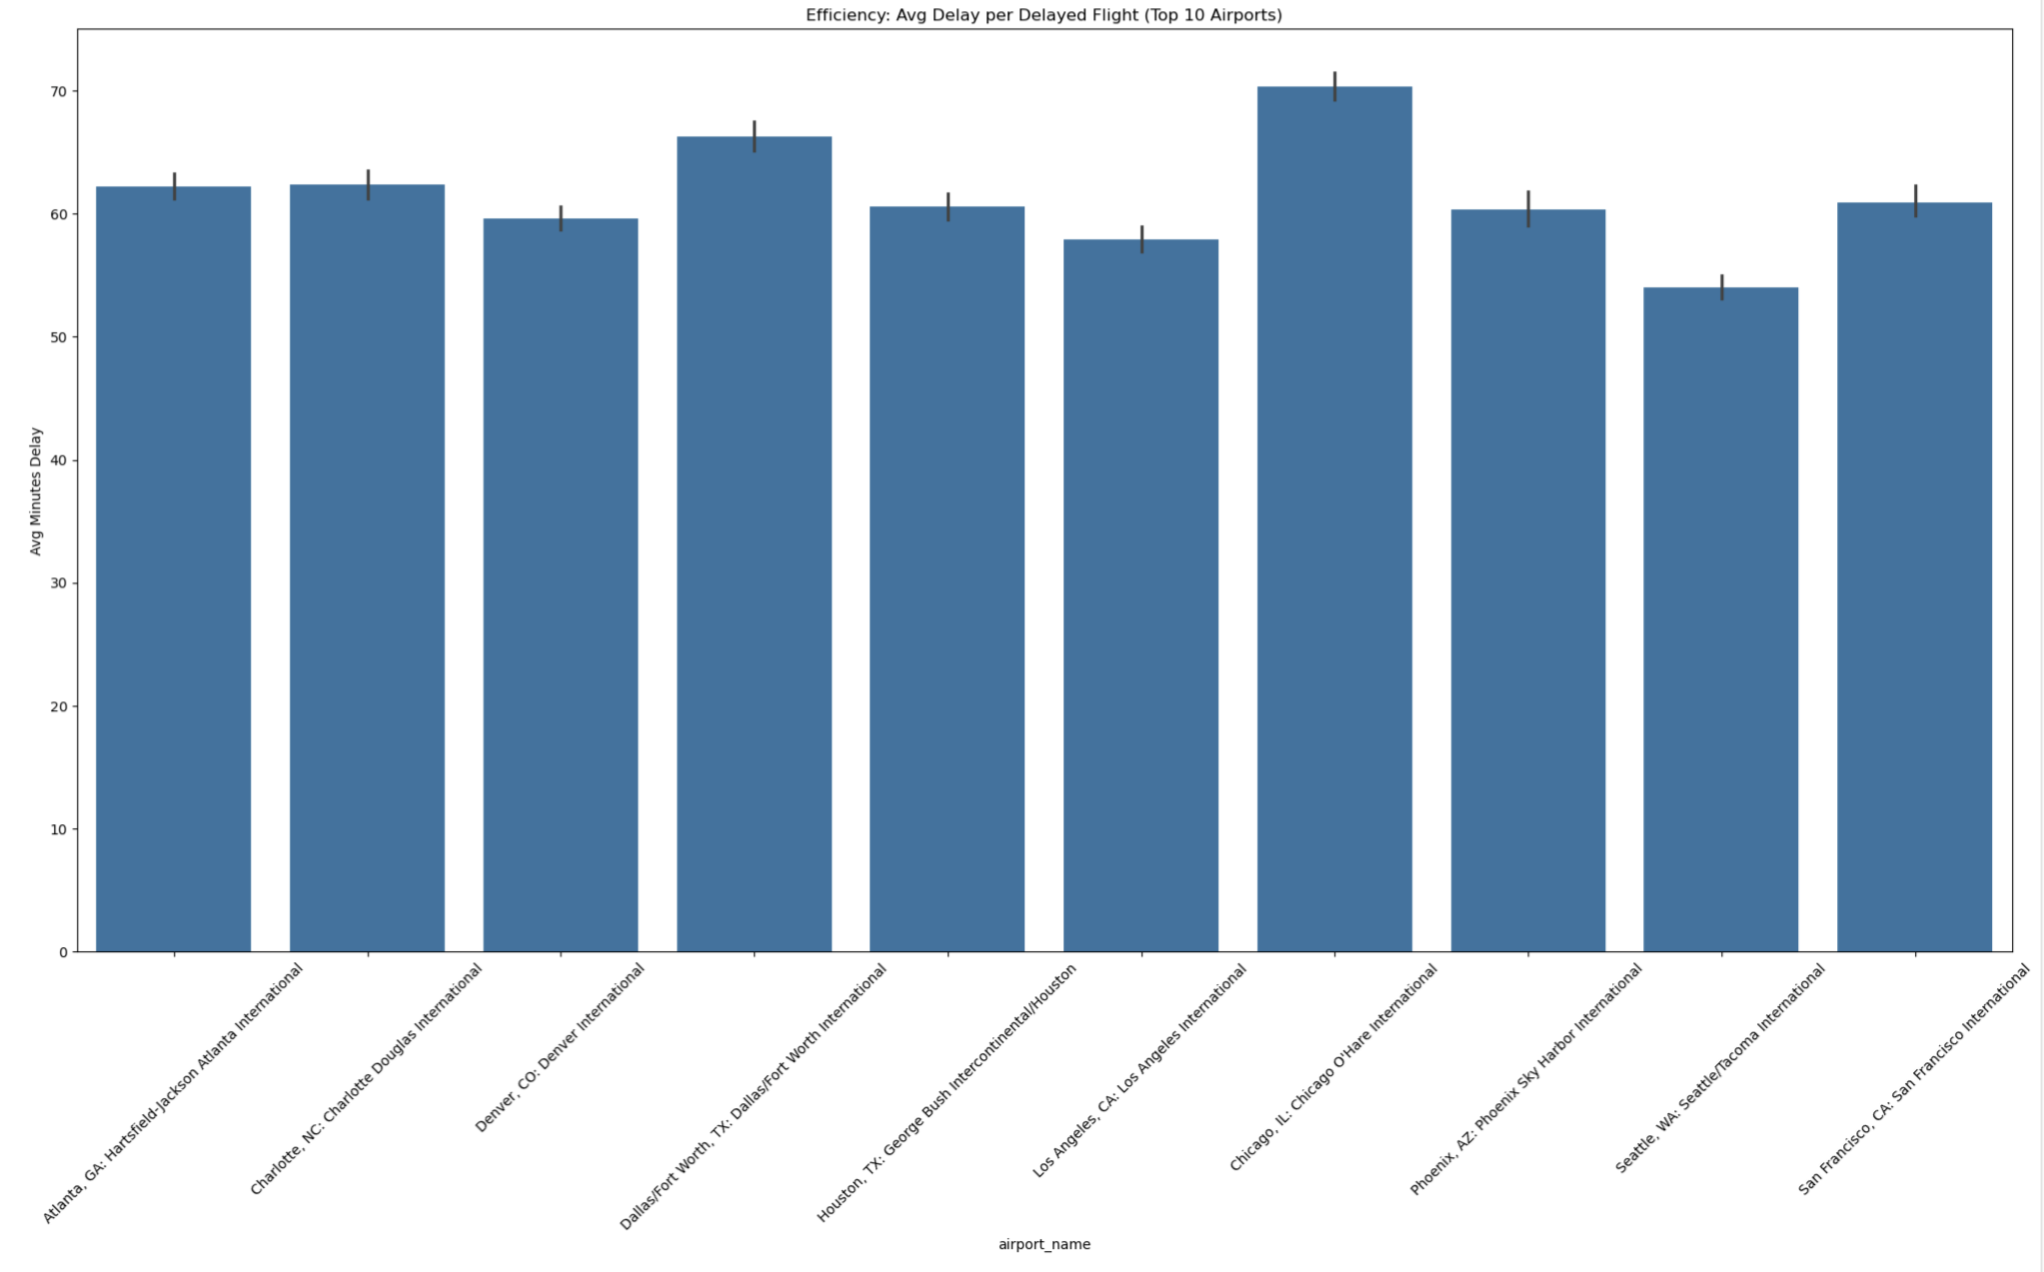 Efficiency: Avg Delay per Delayed Flight (Top 10 Airports)
Avg Minutes Delay
70
60
50
40
30
20
10
0
Atlanta, GA: Hartsfield-Jackson Atlanta International
Charlotte, NC: Charlotte Douglas International
Denver, CO: Denver International
Dallas/Fort Worth, TX: Dallas/Fort Worth International
Houston, TX: George Bush Intercontinental/Houston
Los Angeles, CA: Los Angeles International
Chicago, IL: Chicago O'Hare International
Phoenix, AZ: Phoenix Sky Harbor International
Seattle, WA: Seattle/Tacoma International
San Francisco, CA: San Francisco International
airport_name